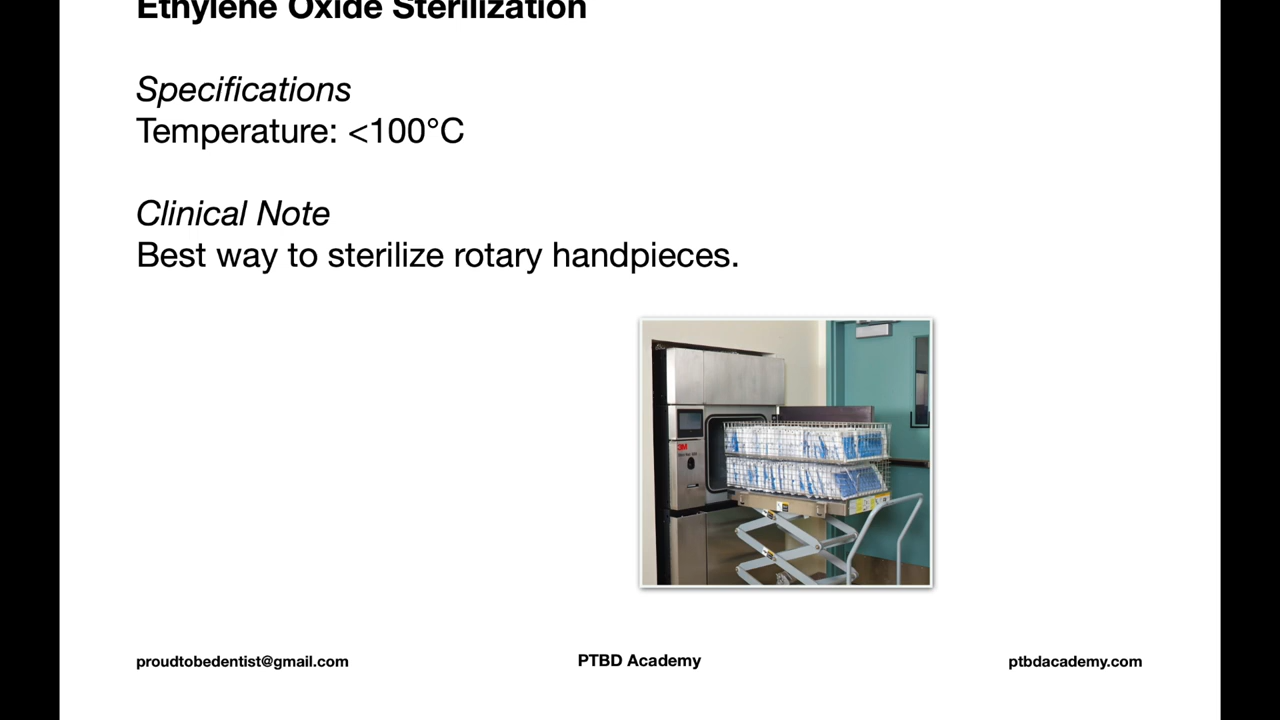 Ethylene Oxide Sterilization
Specifications
Temperature: <100°C
Clinical Note
Best way to sterilize rotary handpieces.
3M
proudtobedentist@gmail.com
PTBD Academy
ptbdacademy.com